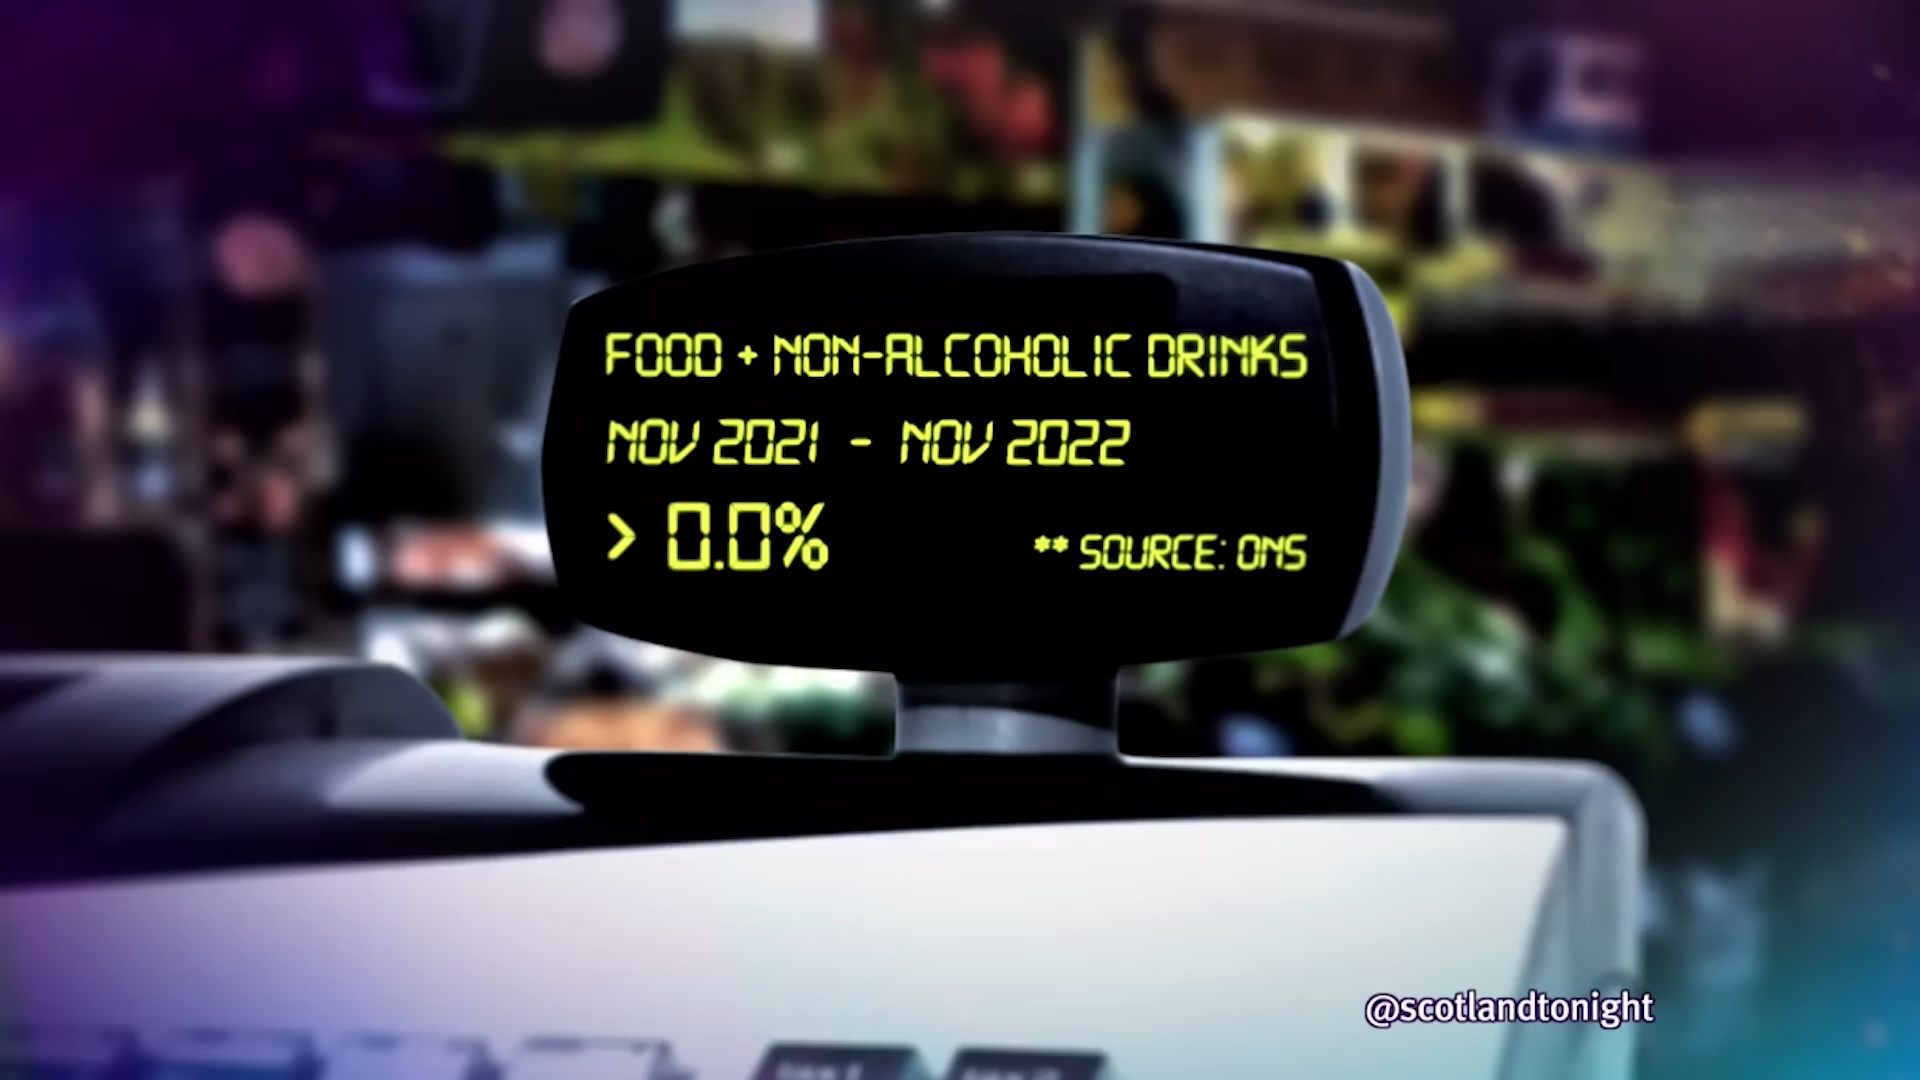 FOOD + NON-ALCOHOLIC DRINKS
NOV 2021 - NOV 2022
> 0.0%
** SOURCE: ONS
@scotlandtonight